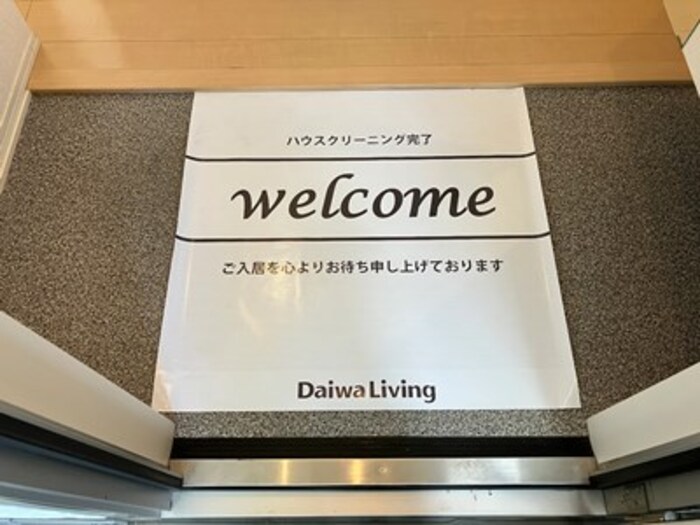 ハウスクリーニング完了
welcome
ご入居を心よりお待ち申し上げております
Daiwa Living